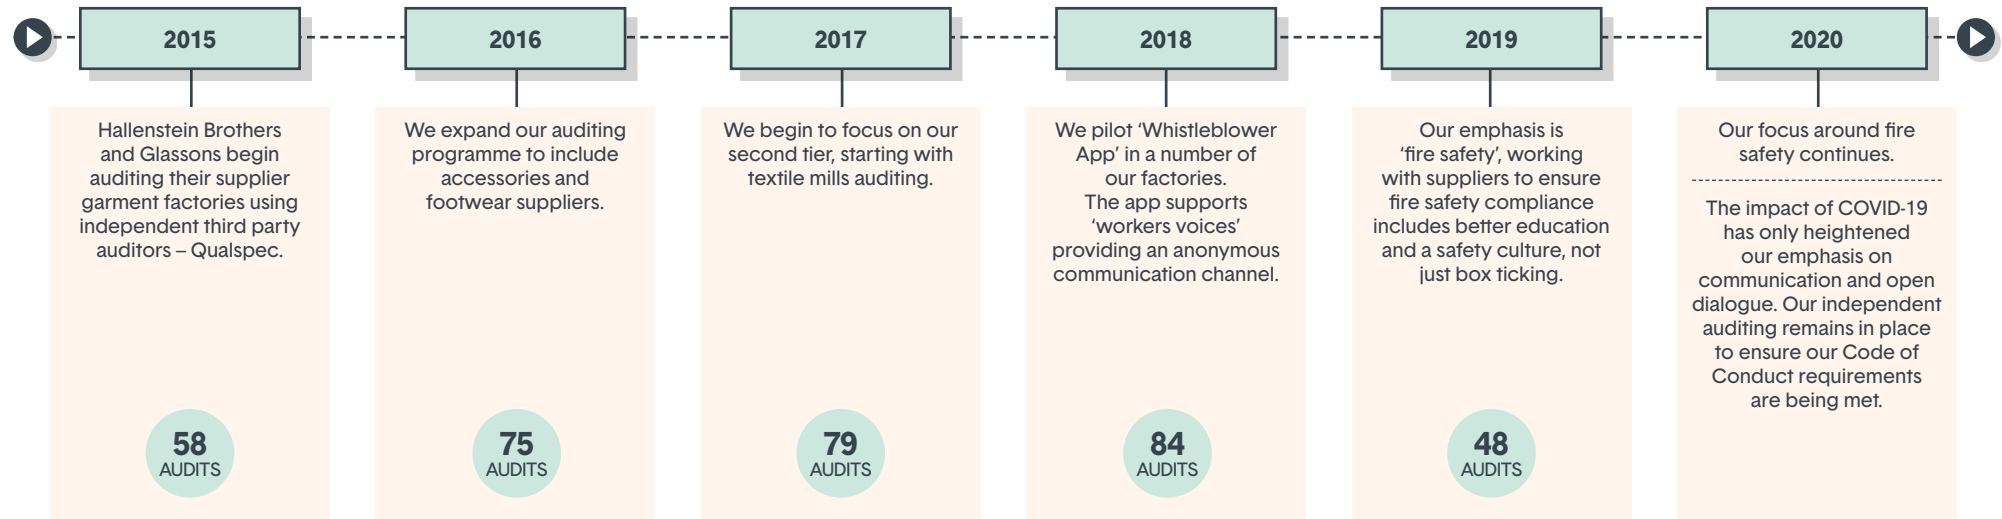 2015
Hallenstein Brothers
and Glassons begin
auditing their supplier
garment factories using
independent third party
auditors – Qualspec.
58
AUDITS
2016
We expand our auditing
programme to include
accessories and
footwear suppliers.
75
AUDITS
2017
We begin to focus on our
second tier, starting with
textile mills auditing.
79
AUDITS
2018
We pilot ‘Whistleblower
App’ in a number of
our factories.
The app supports
‘workers voices’
providing an anonymous
communication channel.
84
AUDITS
2019
Our emphasis is
‘fire safety’, working
with suppliers to ensure
fire safety compliance
includes better education
and a safety culture, not
just box ticking.
48
AUDITS
2020
Our focus around fire
safety continues.
The impact of COVID-19
has only heightened
our emphasis on
communication and open
dialogue. Our independent
auditing remains in place
to ensure our Code of
Conduct requirements
are being met.